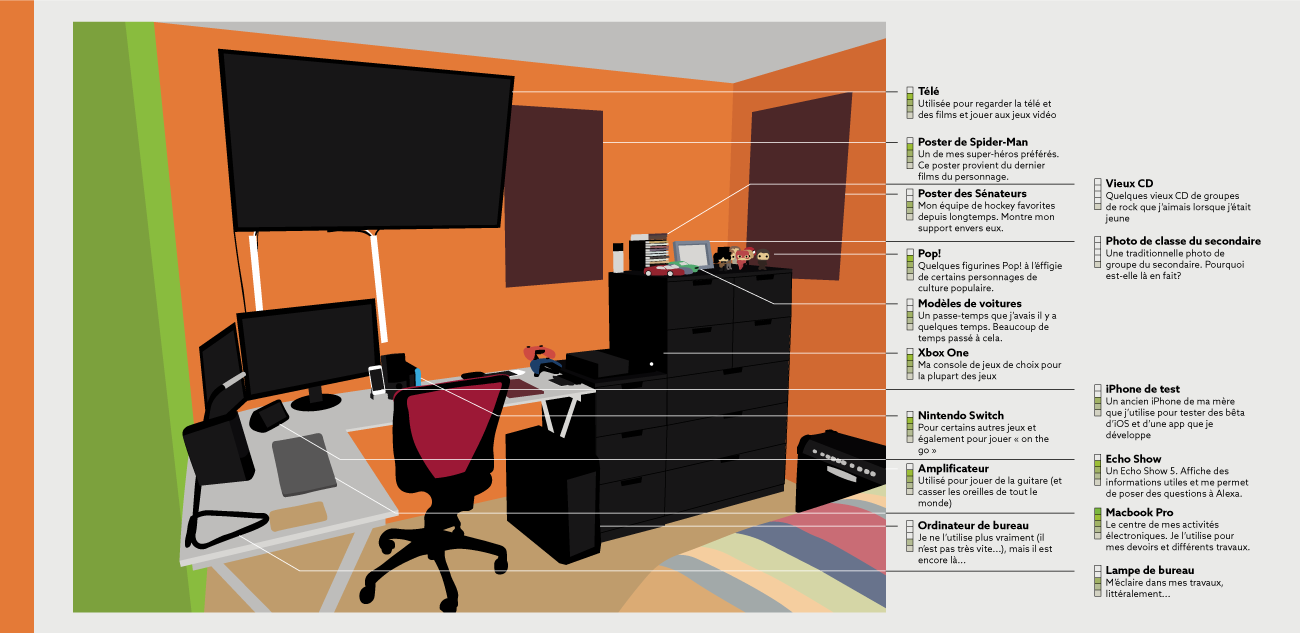 Télé
Utilisée pour regarder la télé et
des films et jouer aux jeux vidéo
Poster de Spider-Man
Un de mes super-héros préférés.
Ce poster provient du dernier
films du personnage.
Poster des Sénateurs
Mon équipe de hockey favorites
depuis longtemps. Montre mon
support envers eux.
Pop!
Quelques figurines Pop! à l'éffigie
de certains personnages de
culture populaire.
Modèles de voitures
Un passe-temps que j'avais il y a
quelques temps. Beaucoup de
temps passé à cela.
Xbox One
Ma console de jeux de choix pour
la plupart des jeux
Nintendo Switch
Pour certains autres jeux et
également pour jouer « on the
go »
Amplificateur
Utilisé pour jouer de la guitare (et
casser les oreilles de tout le
monde)
Ordinateur de bureau
Je ne l'utilise plus vraiment (il
n'est pas très vite...), mais il est
encore là...
Vieux CD
Quelques vieux CD de groupes
de rock que j'aimais lorsque j'était
jeune
Photo de classe du secondaire
Une traditionnelle photo de
groupe du secondaire. Pourquoi
est-elle là en fait?
iPhone de test
Un ancien iPhone de ma mère
que j'utilise pour tester des bêta
d'iOS et d'une app que je
développe
Echo Show
Un Echo Show 5. Affiche des
informations utiles et me permet
de poser des questions à Alexa.
Macbook Pro
Le centre de mes activités
électroniques. Je l'utilise pour
mes devoirs et différents travaux.
Lampe de bureau
M'éclaire dans mes travaux,
littéralement...